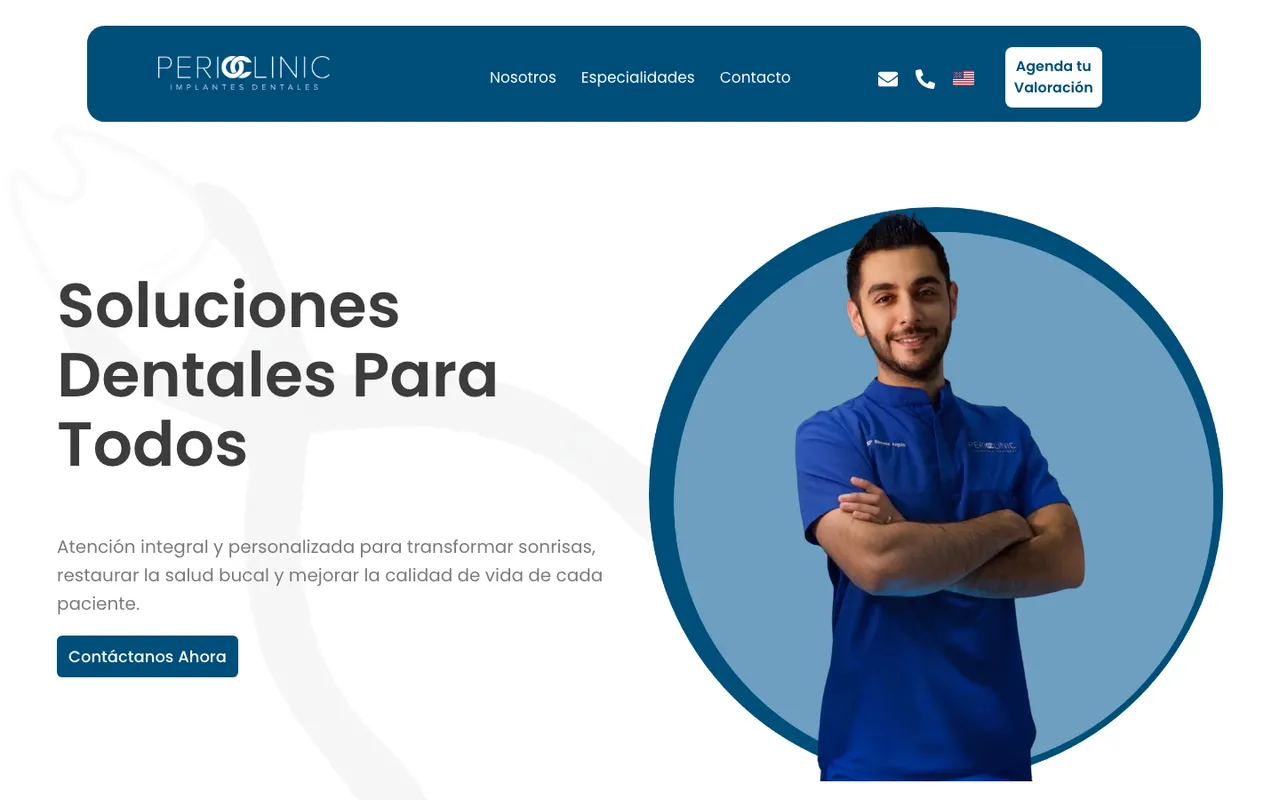 PERIOCLINIC
IMPLANTES DENTALES
Nosotros
Especialidades
Contacto
Agenda tu
Valoración
Soluciones
Dentales Para
Todos
Atención integral y personalizada para transformar sonrisas,
restaurar la salud bucal y mejorar la calidad de vida de cada
paciente.
Contáctanos Ahora
PERIOCLINIC